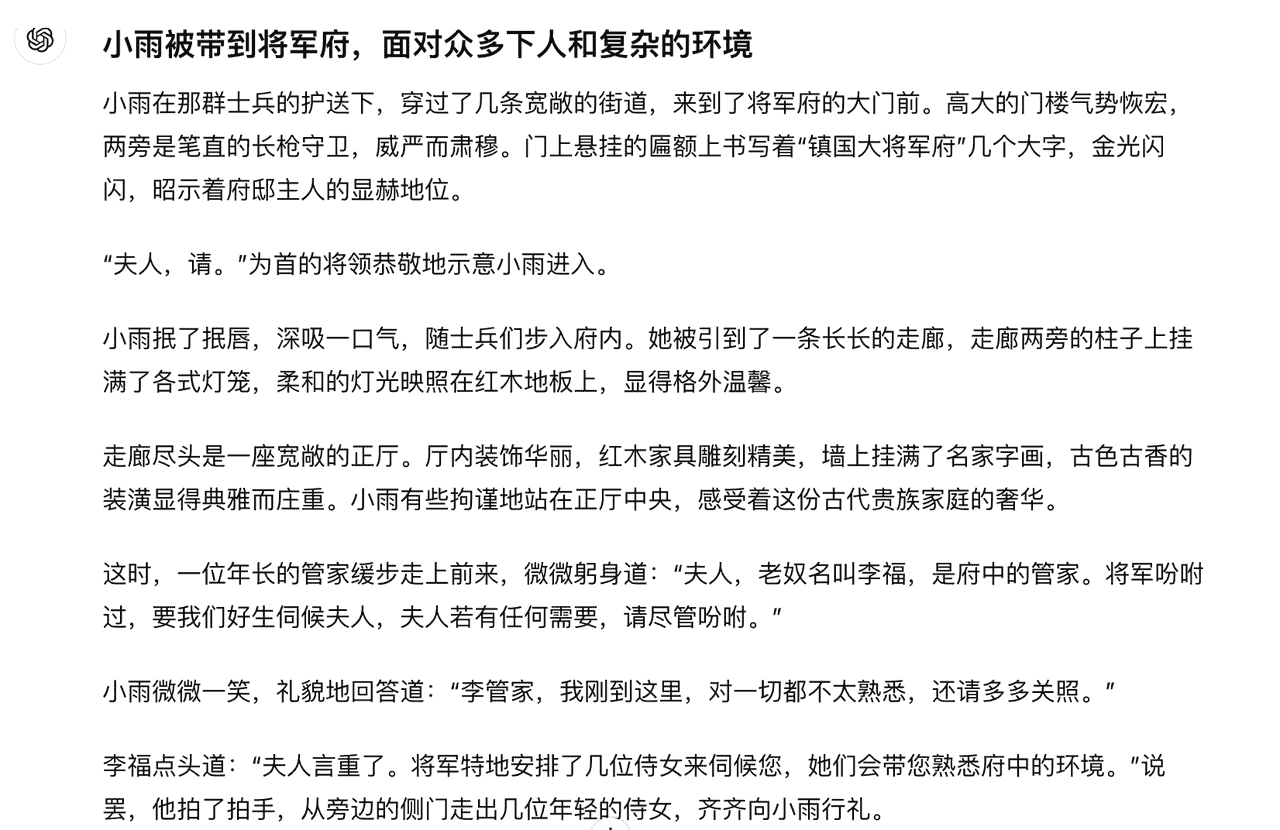 小雨被带到将军府，面对众多下人和复杂的环境
小雨在那群士兵的护送下，穿过了几条宽敞的街道，来到了将军府的大门前。高大的门楼气势恢宏，
两旁是笔直的长枪守卫，威严而肃穆。门上悬挂的匾额上书写着“镇国大将军府”几个大字，金光闪
闪，昭示着府邸主人的显赫地位。
“夫人，请。”为首的将领恭敬地示意小雨进入。
小雨抿了抿唇，深吸一口气，随士兵们步入府内。她被引到了一条长长的走廊，走廊两旁的柱子上挂
满了各式灯笼，柔和的灯光映照在红木地板上，显得格外温馨。
走廊尽头是一座宽敞的正厅。厅内装饰华丽，红木家具雕刻精美，墙上挂满了名家字画，古色古香的
装潢显得典雅而庄重。小雨有些拘谨地站在正厅中央，感受着这份古代贵族家庭的奢华。
这时，一位年长的管家缓步走上前来，微微躬身道：“夫人，老奴名叫李福，是府中的管家。将军吩咐
过，要我们好生伺候夫人，夫人若有任何需要，请尽管吩咐。”
小雨微微一笑，礼貌地回答道：“李管家，我刚到这里，对一切都不太熟悉，还请多多关照。”
李福点头道：“夫人言重了。将军特地安排了几位侍女来伺候您，她们会带您熟悉府中的环境。”说
罢，他拍了拍手，从旁边的侧门走出几位年轻的侍女，齐齐向小雨行礼。